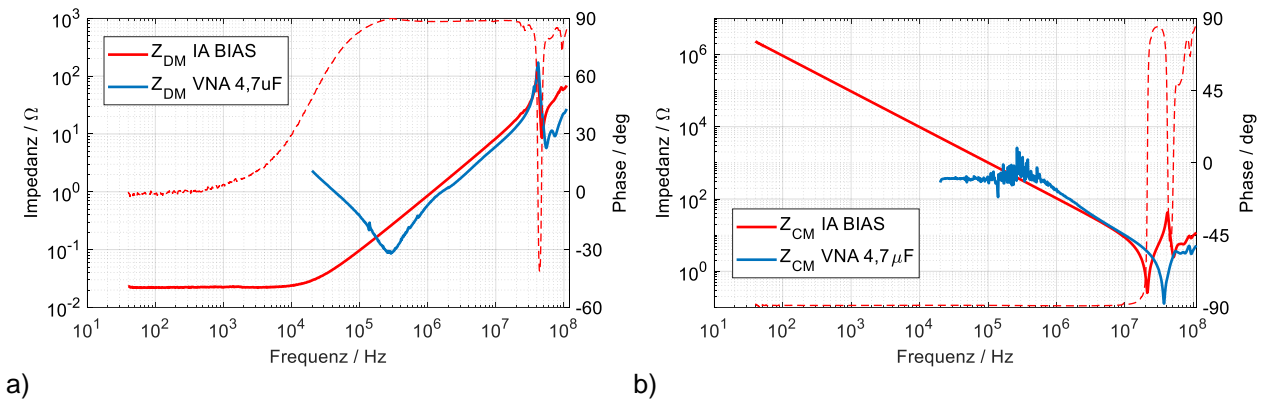 10^3
10^2
10^1
10^0
10^-1
10^-2
Impedanz / Ω
Z_DM IA BIAS
Z_DM VNA 4,7uF
90
60
30
0
-30
-60
Phase / deg
10^1 10^2 10^3 10^4 10^5 10^6 10^7 10^8
Frequenz / Hz
a)
10^6
10^4
10^2
10^0
Impedanz / Ω
Z_CM IA BIAS
Z_CM VNA 4,7 μF
90
45
0
-45
-90
Phase / deg
10^1 10^2 10^3 10^4 10^5 10^6 10^7 10^8
Frequenz / Hz
b)